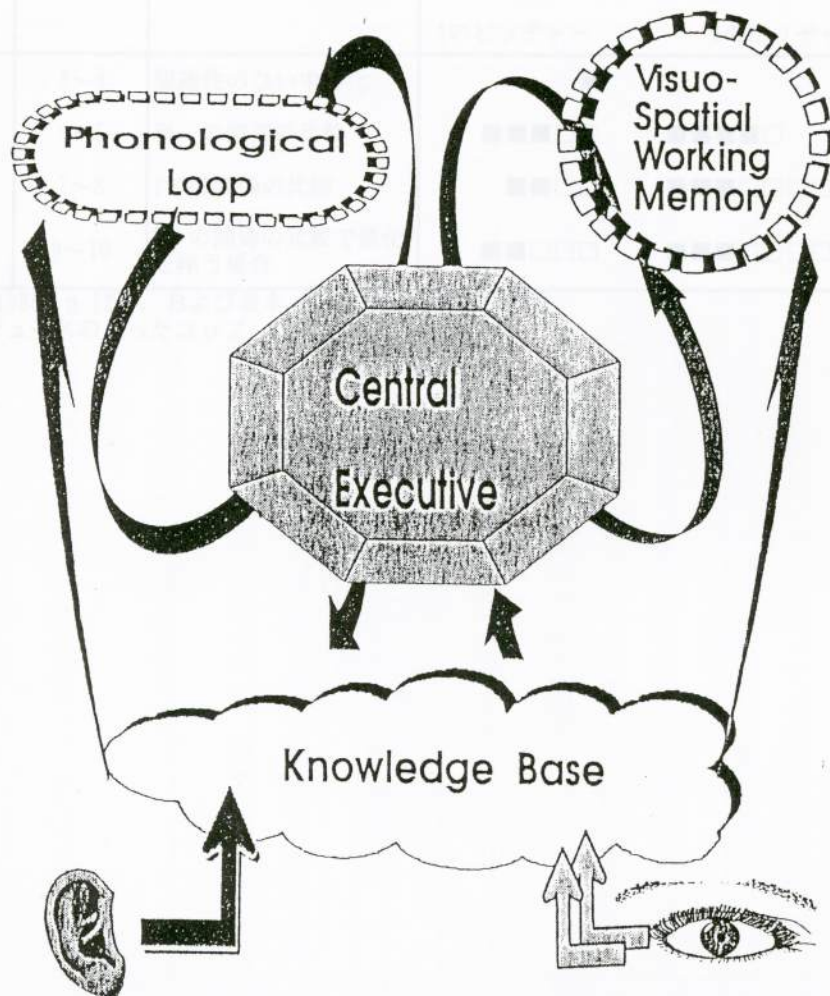 Phonological
Loop
Visuo-
Spatial
Working
Memory
Central
Executive
Knowledge Base